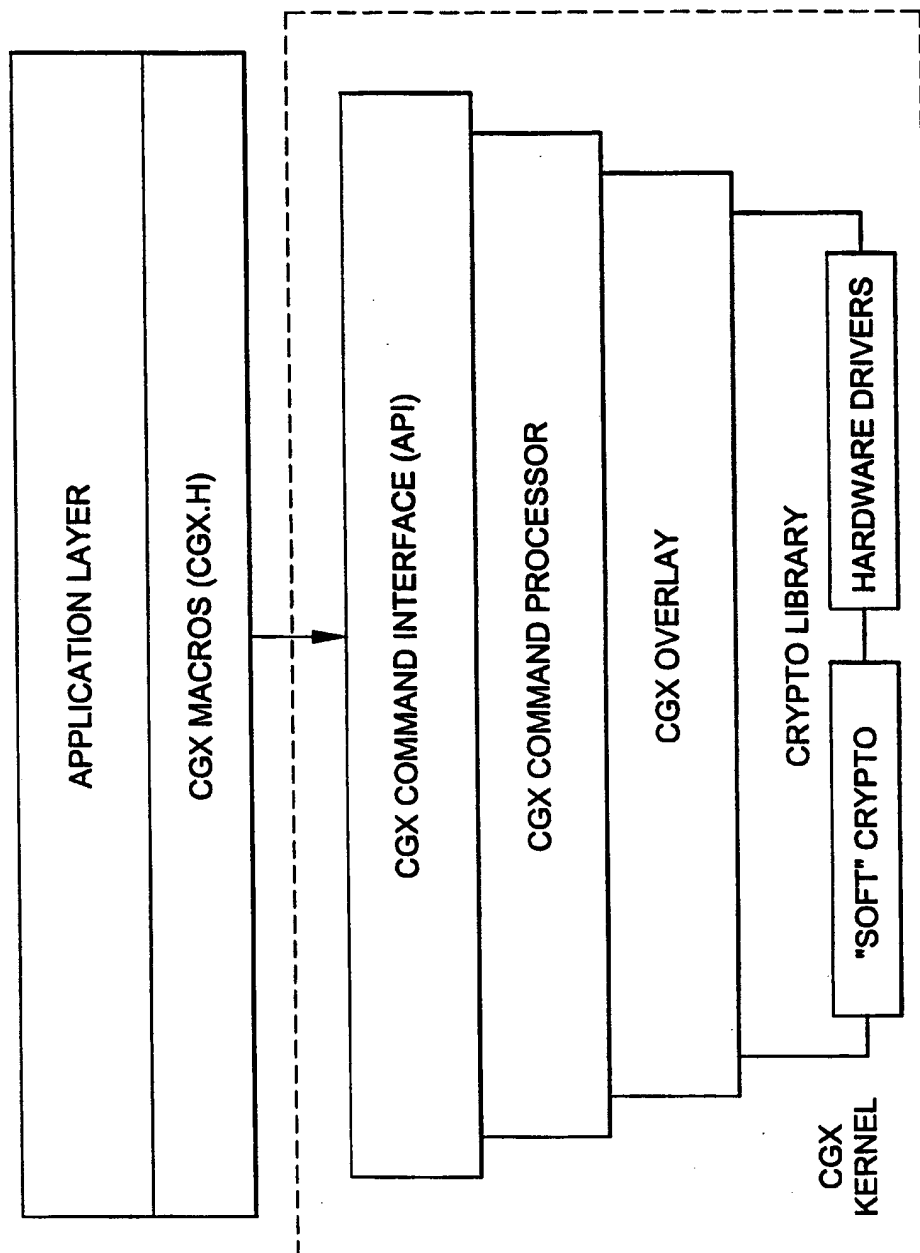 APPLICATION LAYER
CGX MACROS (CGX.H)
CGX COMMAND INTERFACE (API)
CGX COMMAND PROCESSOR
CGX OVERLAY
CRYPTO LIBRARY
"SOFT" CRYPTO
HARDWARE DRIVERS
CGX
KERNEL